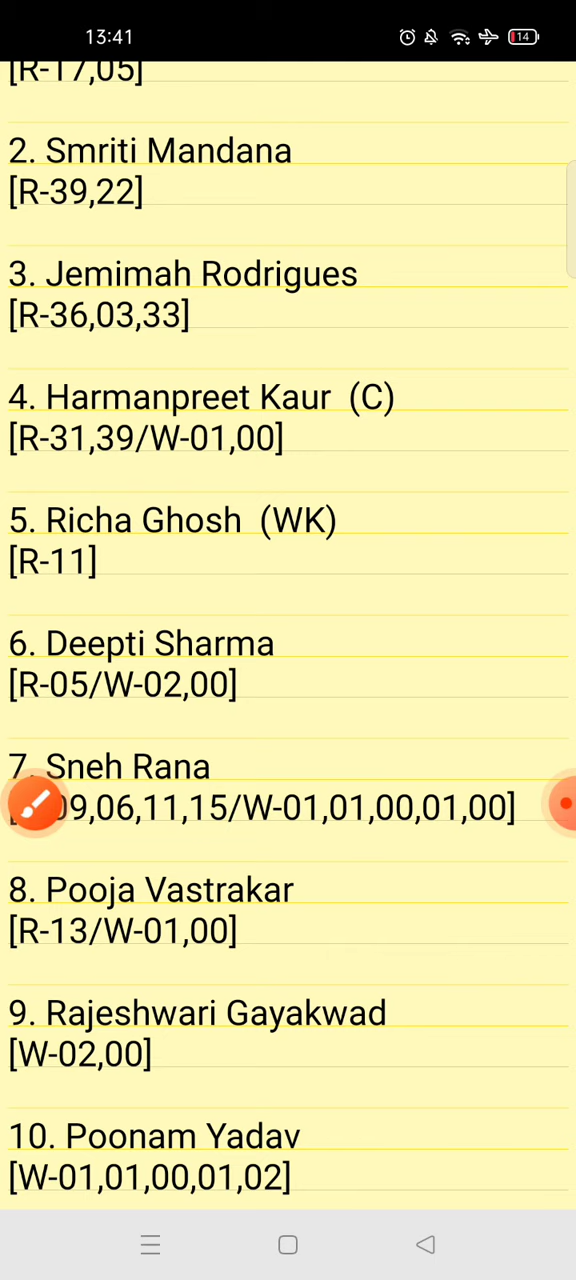 13:41
14
[R-17,05]
2. Smriti Mandana
[R-39,22]
3. Jemimah Rodrigues
[R-36,03,33]
4. Harmanpreet Kaur (C)
[R-31,39/W-01,00]
5. Richa Ghosh (WK)
[R-11]
6. Deepti Sharma
[R-05/W-02,00]
7. Sneh Rana
09,06,11,15/W-01,01,00,01,00]
8. Pooja Vastrakar
[R-13/W-01,00]
9. Rajeshwari Gayakwad
[W-02,00]
10. Poonam Yadav
[W-01,01,00,01,02]